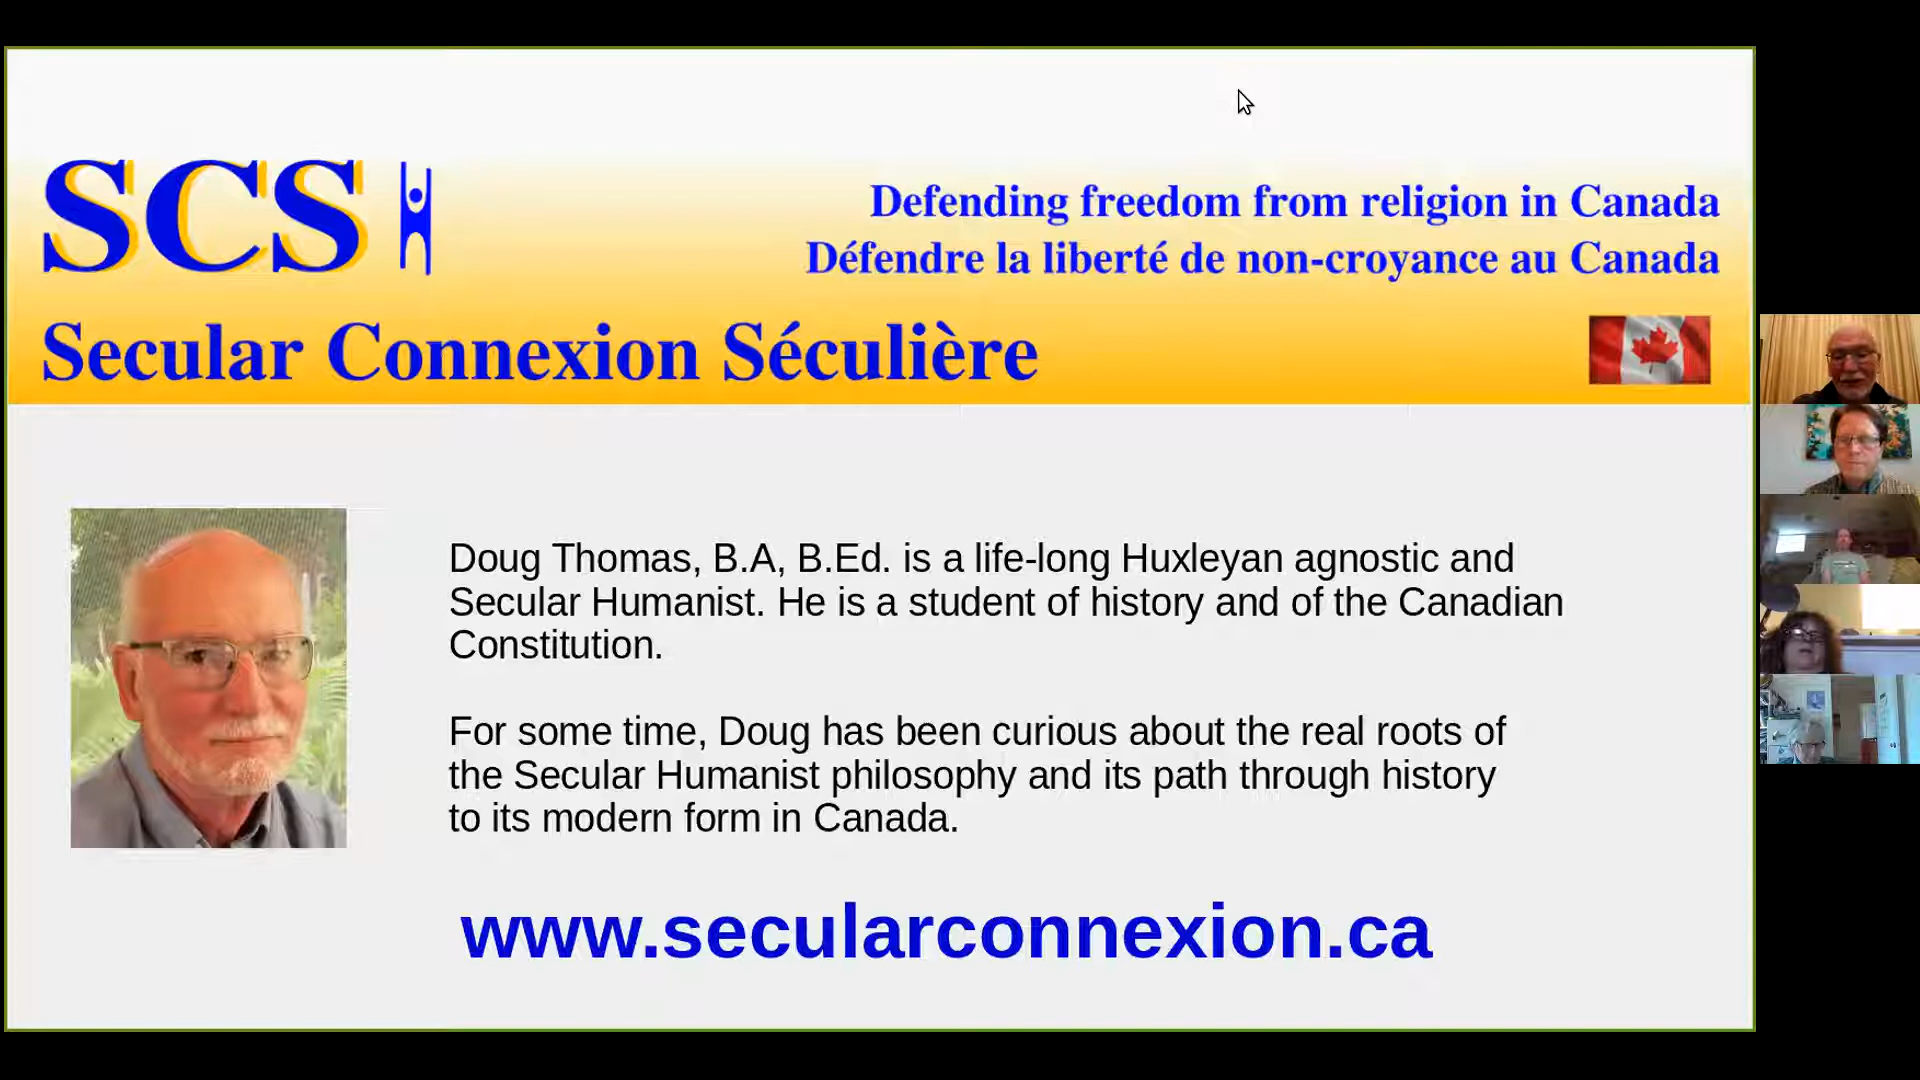 SCS
Defending freedom from religion in Canada
Défendre la liberté de non-croyance au Canada
Secular Connexion Séculière
Doug Thomas, B.A, B.Ed. is a life-long Huxleyan agnostic and
Secular Humanist. He is a student of history and of the Canadian
Constitution.
For some time, Doug has been curious about the real roots of
the Secular Humanist philosophy and its path through history
to its modern form in Canada.
www.secularconnexion.ca